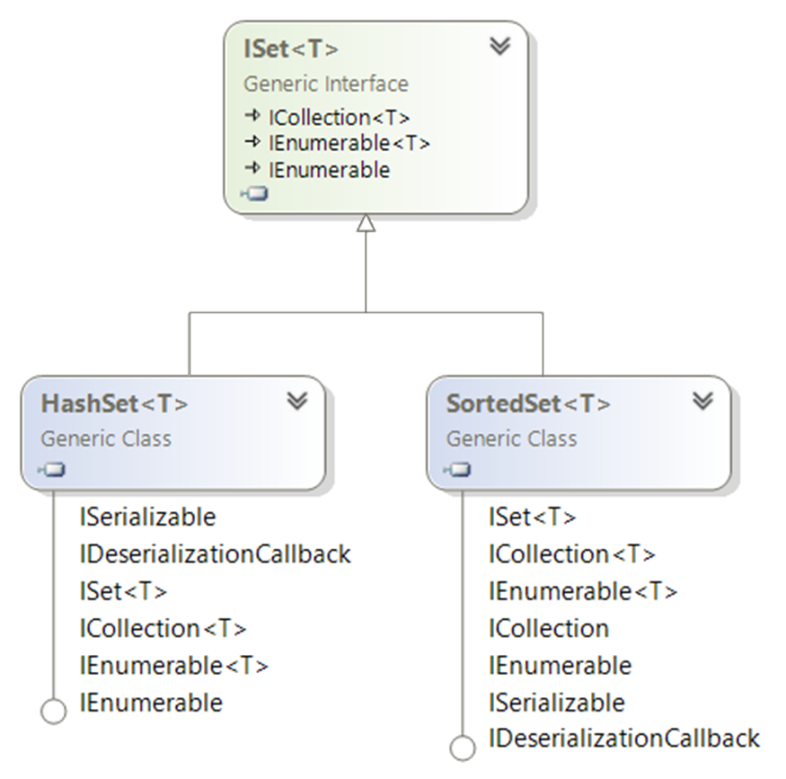 ISet<T>
Generic Interface
ICollection<T>
IEnumerable<T>
IEnumerable
HashSet<T>
Generic Class
ISerializable
IDeserializationCallback
ISet<T>
ICollection<T>
IEnumerable<T>
IEnumerable
SortedSet<T>
Generic Class
ISet<T>
ICollection<T>
IEnumerable<T>
ICollection
IEnumerable
ISerializable
IDeserializationCallback